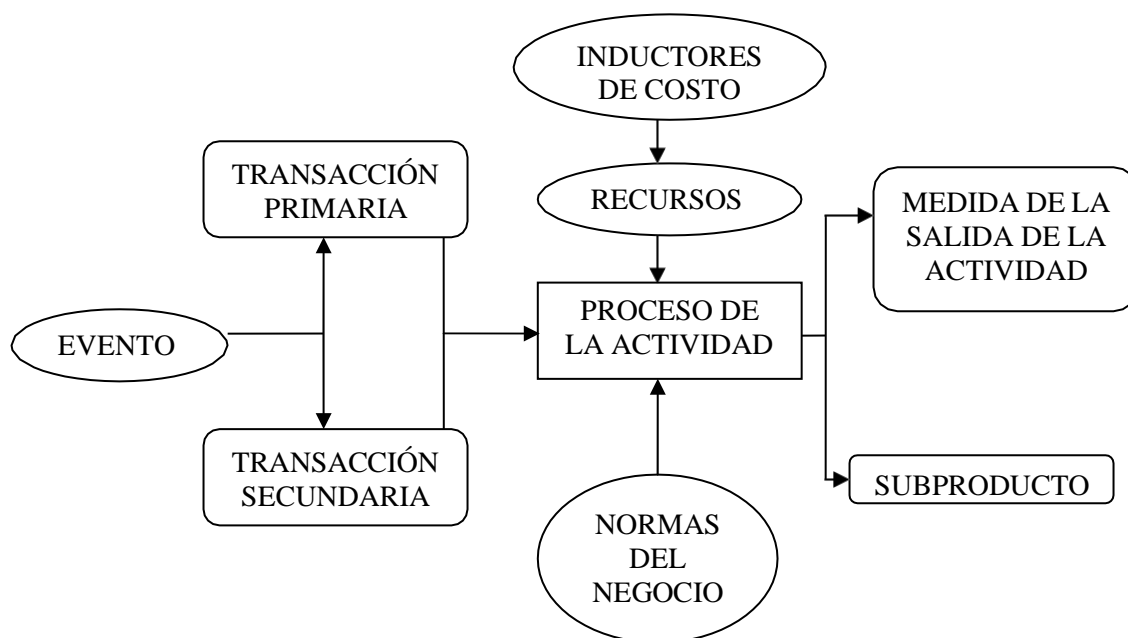 INDUCTORES
DE COSTO
TRANSACCIÓN
PRIMARIA
RECURSOS
MEDIDA DE LA
SALIDA DE LA
ACTIVIDAD
EVENTO
PROCESO DE
LA ACTIVIDAD
TRANSACCIÓN
SECUNDARIA
SUBPRODUCTO
NORMAS
DEL
NEGOCIO